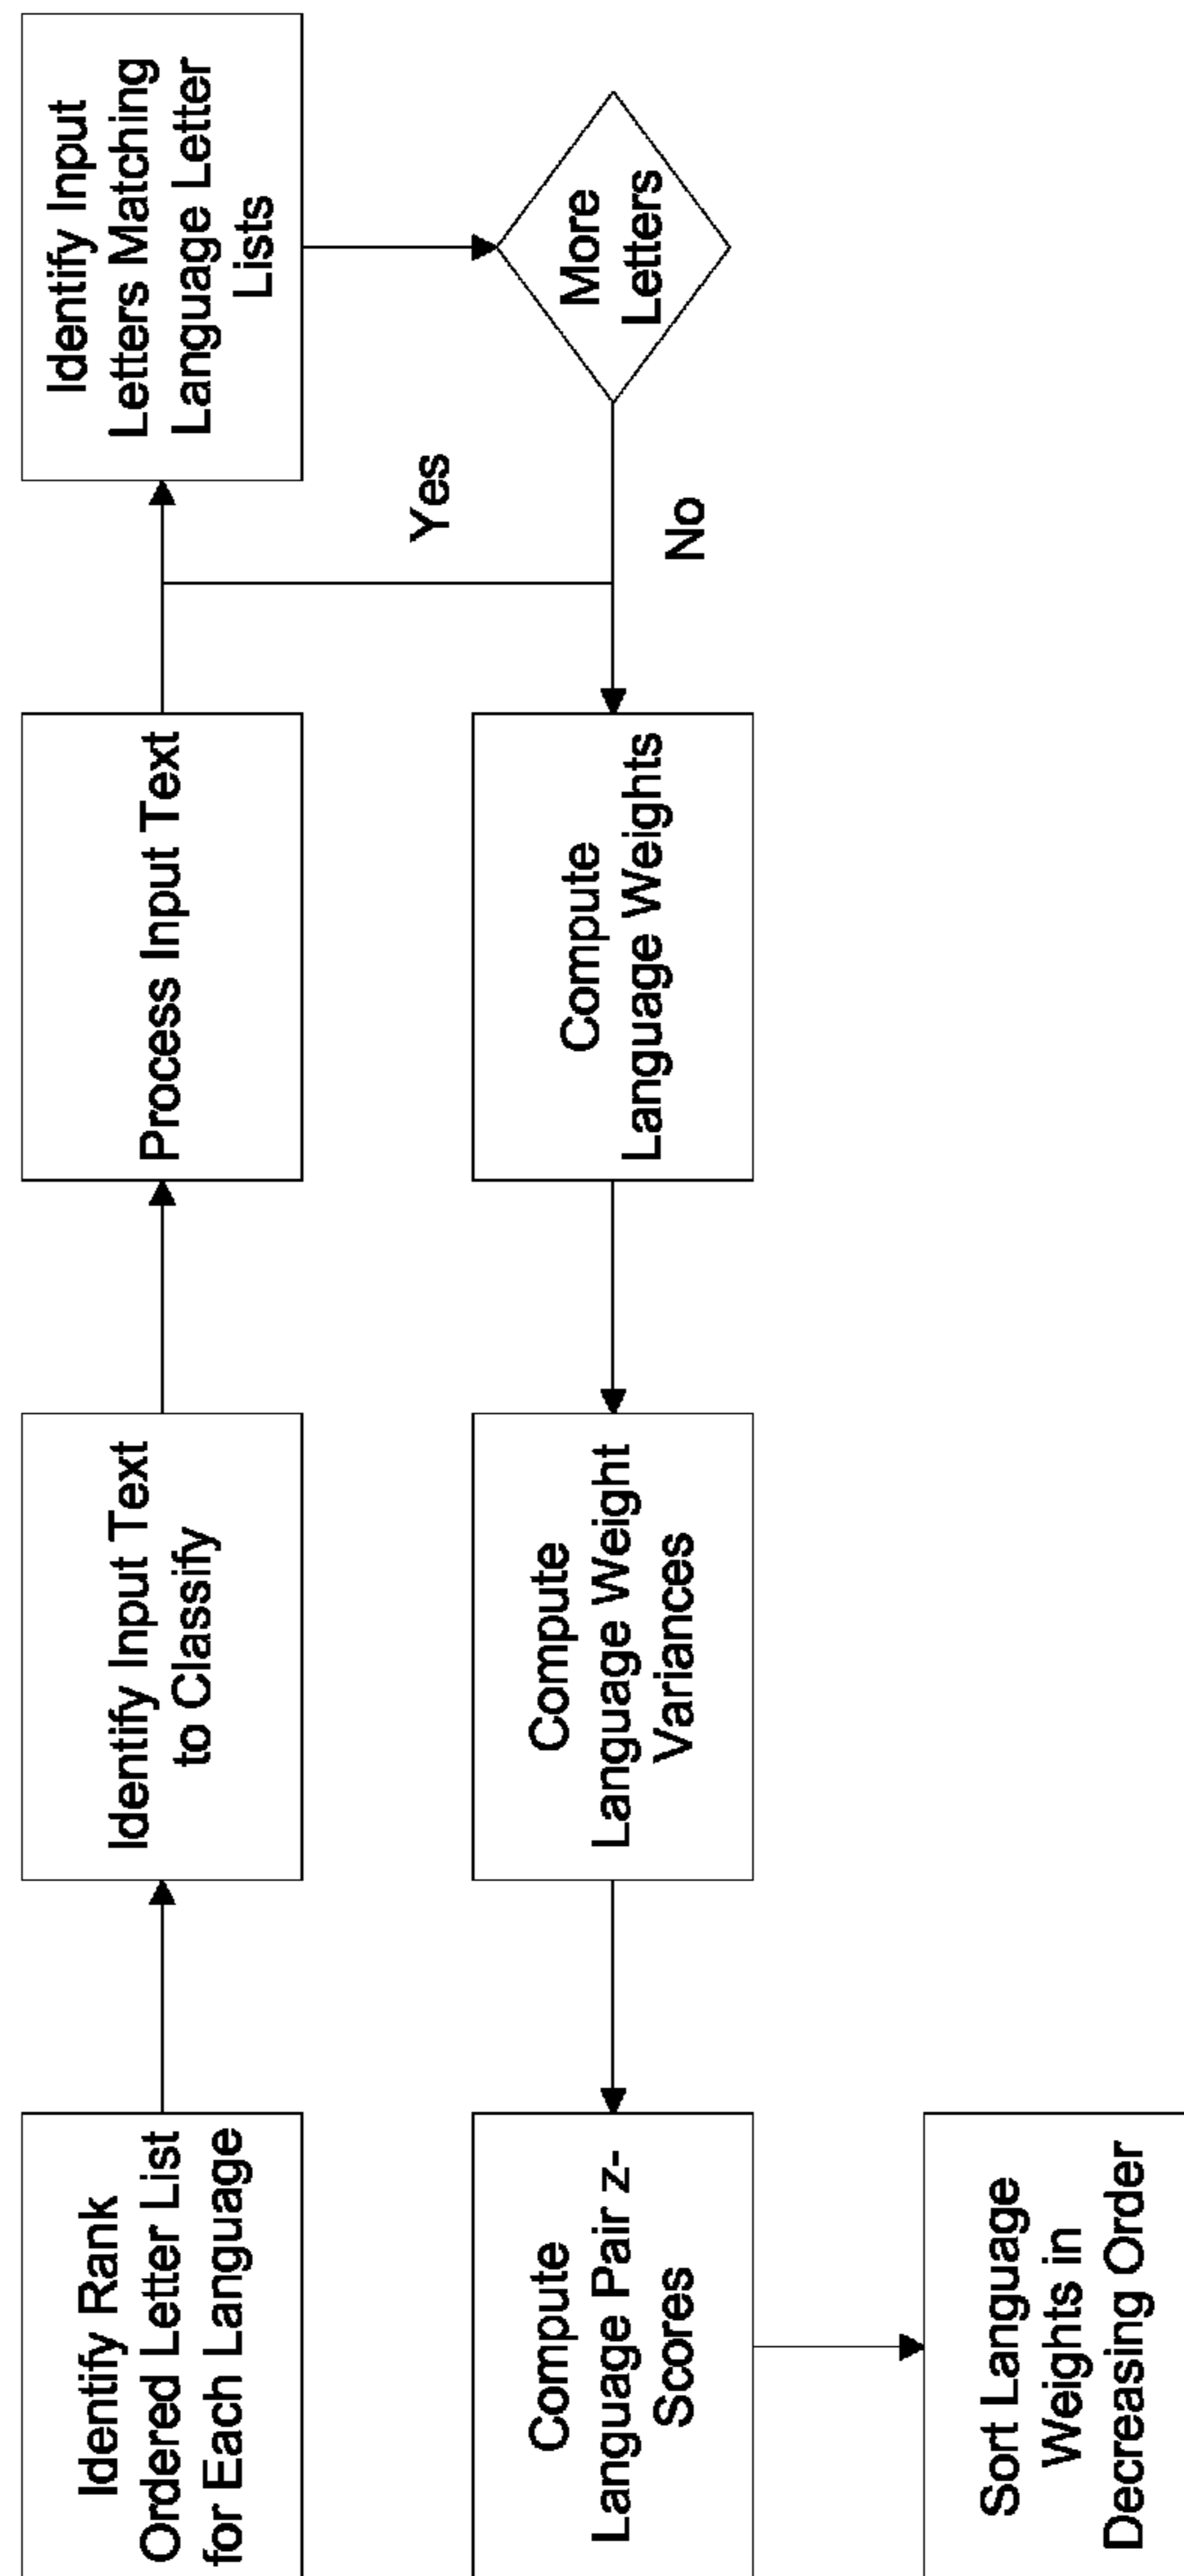 Identify Rank
Ordered Letter List
for Each Language
Identify Input Text
to Classify
Process Input Text
Identify Input
Letters Matching
Language Letter
Lists
More
Letters
Yes
No
Compute
Language Weights
Compute
Language Weight
Variances
Compute
Language Pair z-
Scores
Sort Language
Weights in
Decreasing Order